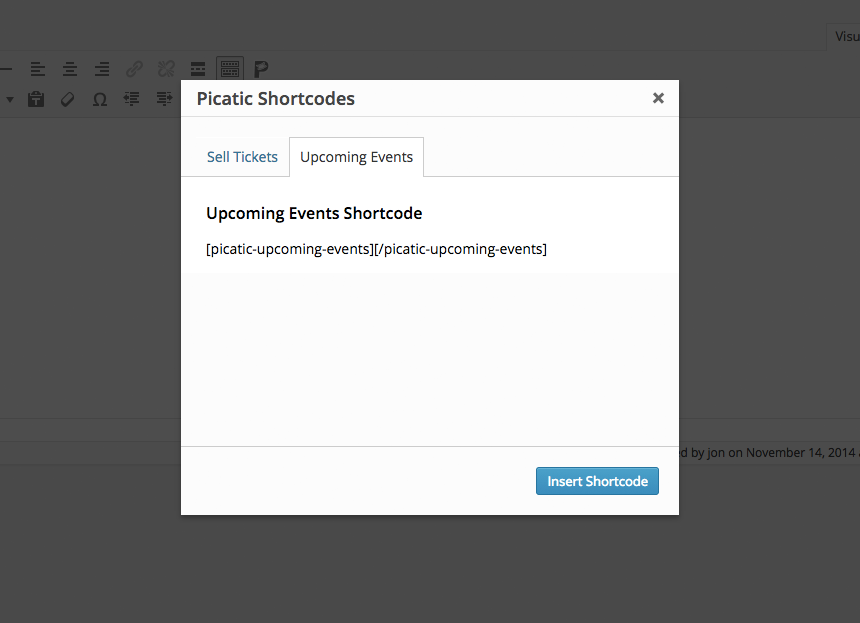 Visu
Picatic Shortcodes
Sell Tickets
Upcoming Events
Upcoming Events Shortcode
[picatic-upcoming-events][/picatic-upcoming-events]
d by jon on November 14, 2014
Insert Shortcode